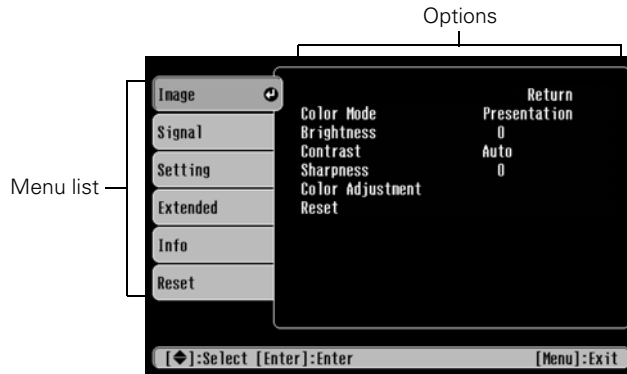 Options
Menu list
Image
Signal
Setting
Extended
Info
Reset
Return
Color Mode Presentation
Brightness 0
Contrast Auto
Sharpness 0
Color Adjustment
Reset
[◆]:Select [Enter]:Enter [Menu]:Exit